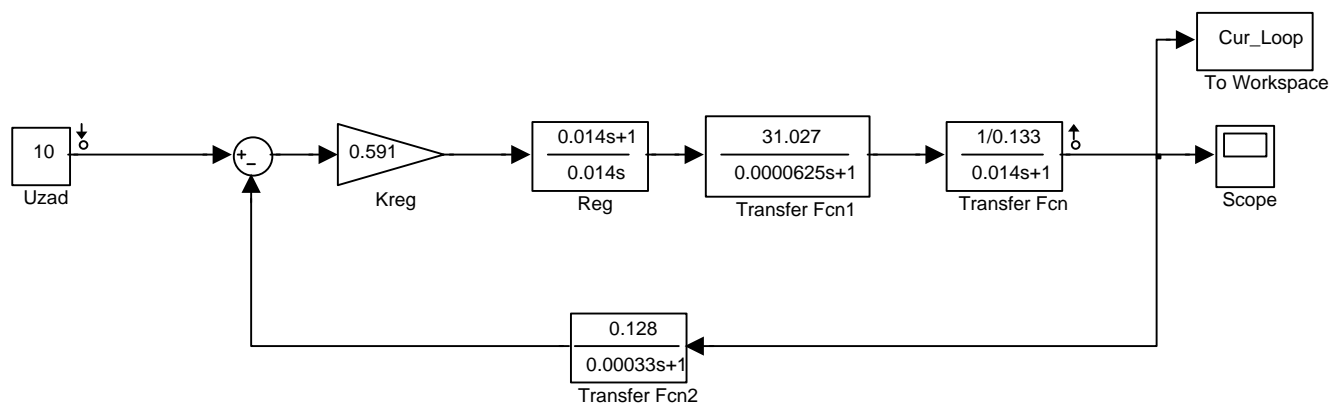 Cur_Loop
To Workspace
10
Uzad
+
−
0.591
Kreg
0.014s+1
0.014s
Reg
31.027
0.0000625s+1
Transfer Fcn1
1/0.133
0.014s+1
Transfer Fcn
Scope
0.128
0.00033s+1
Transfer Fcn2